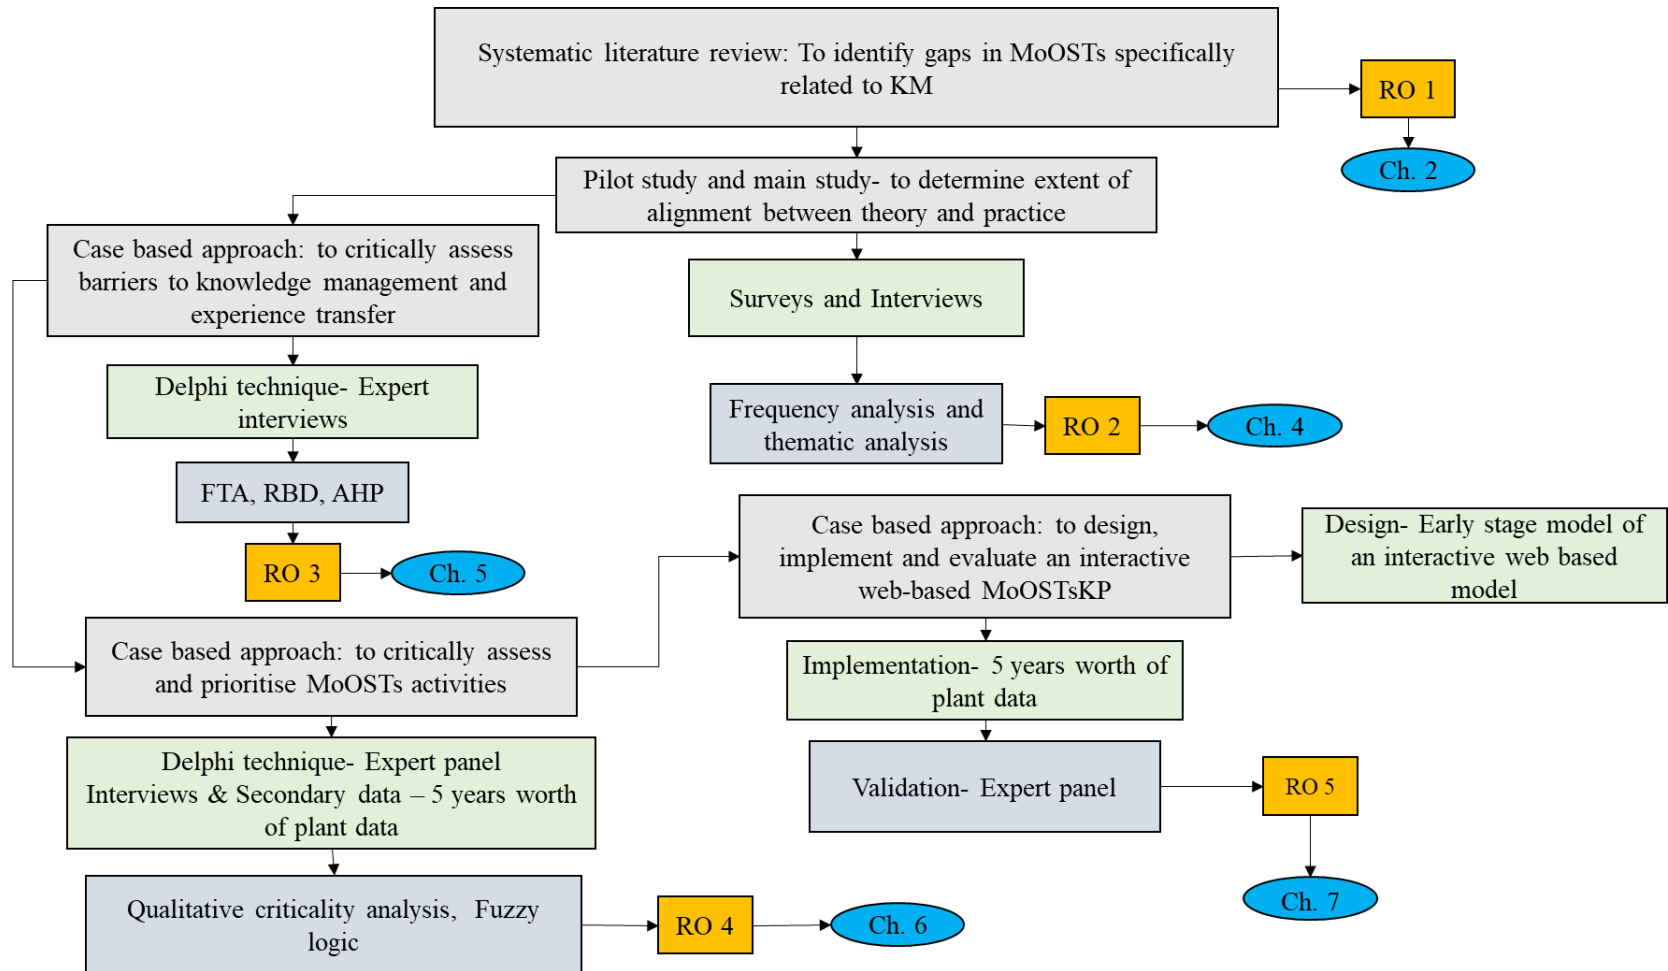 Systematic literature review: To identify gaps in MoOSTs specifically
related to KM
RO 1
Ch. 2
Pilot study and main study- to determine extent of
alignment between theory and practice
Case based approach: to critically assess
barriers to knowledge management and
experience transfer
Surveys and Interviews
Delphi technique- Expert
interviews
Frequency analysis and
thematic analysis
RO 2
Ch. 4
FTA, RBD, AHP
RO 3
Ch. 5
Case based approach: to design,
implement and evaluate an interactive
web-based MoOSTsKP
Design- Early stage model of
an interactive web based
model
Case based approach: to critically assess
and prioritise MoOSTs activities
Implementation- 5 years worth of
plant data
Delphi technique- Expert panel
Interviews & Secondary data – 5 years worth
of plant data
Validation- Expert panel
RO 5
Ch. 7
Qualitative criticality analysis, Fuzzy
logic
RO 4
Ch. 6